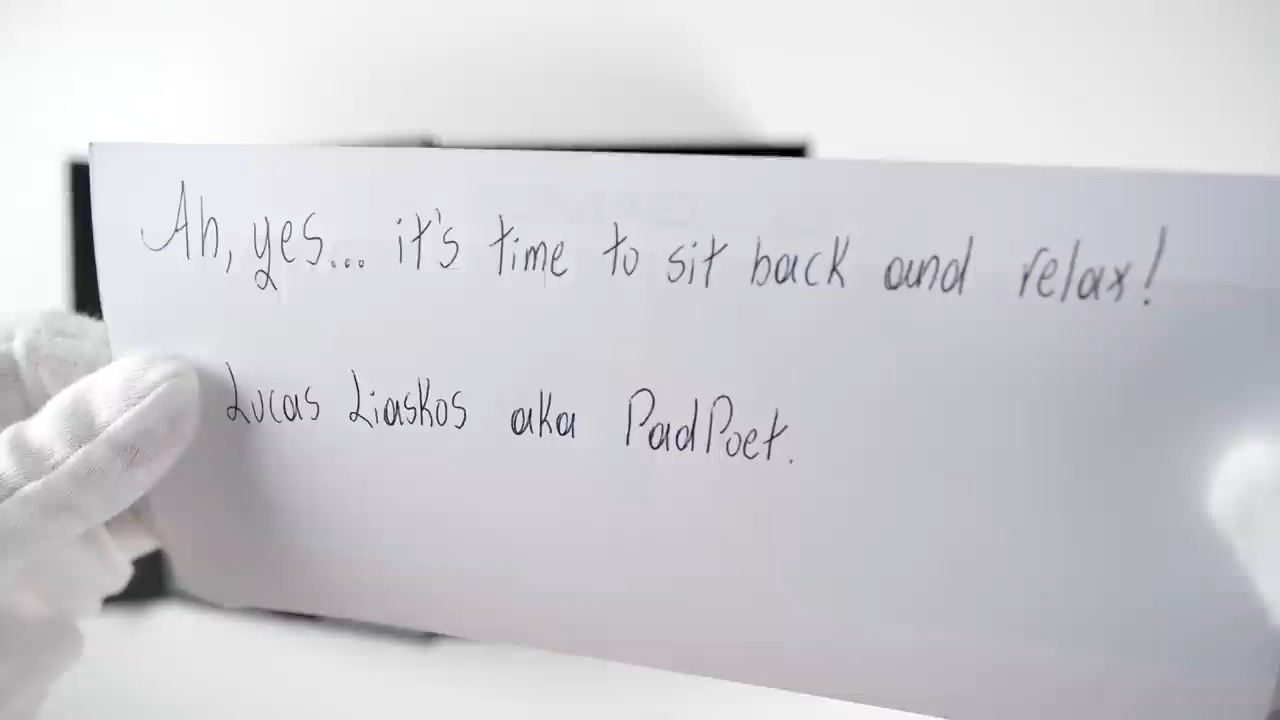 Ah, yes... it's time to sit back and relax!
Lucas Liaskos aka PadPoet.